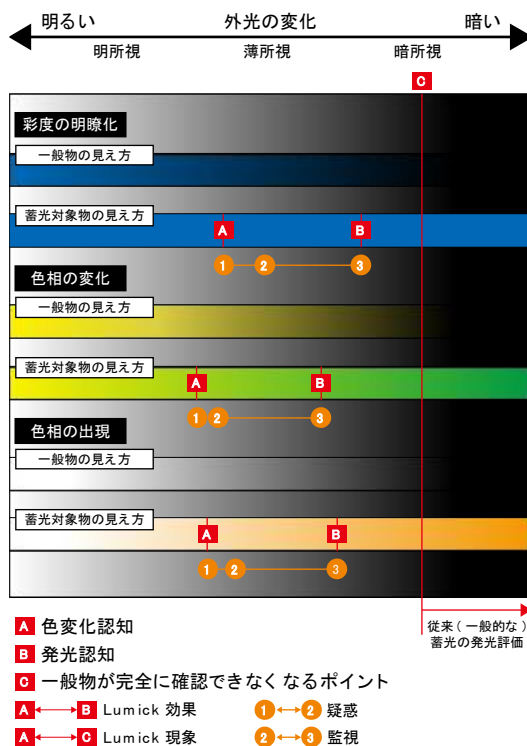 明るい 外光の変化 暗い
明所視 薄所視 暗所視
C
彩度の明瞭化
一般物の見え方
蓄光対象物の見え方
A B
1 2 3
色相の変化
一般物の見え方
蓄光対象物の見え方
A B
1 2 3
色相の出現
一般物の見え方
蓄光対象物の見え方
A B
1 2 3
従来(一般的な)
蓄光の発光評価
A 色変化認知
B 発光認知
C 一般物が完全に確認できなくなるポイント
A B Lumick 効果 1 2 疑惑
A C Lumick 現象 2 3 監視